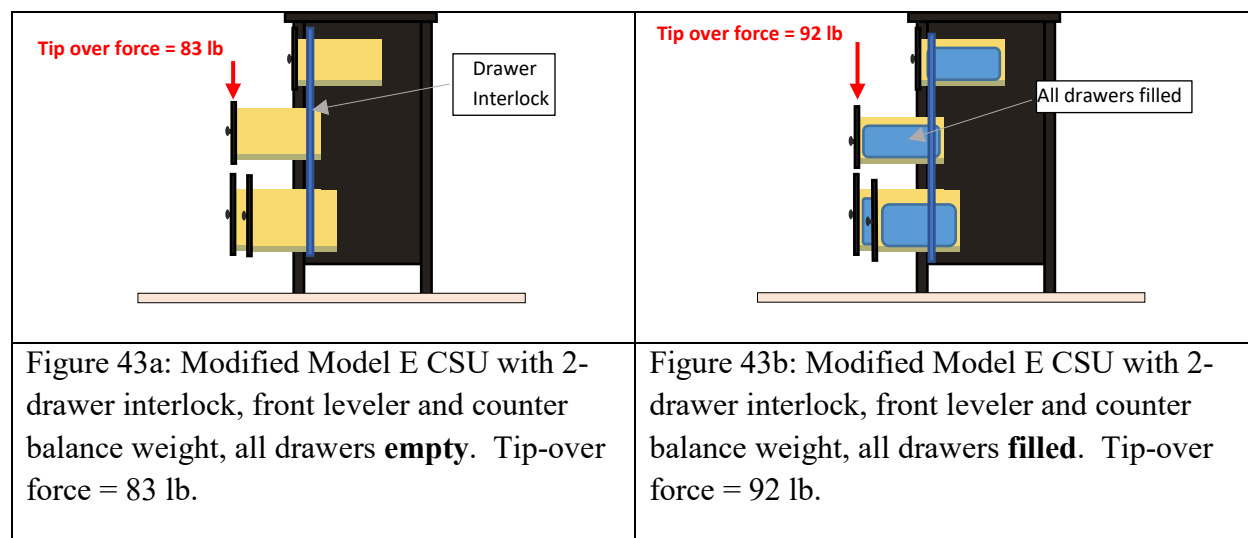 Tip over force = 83 lb
Drawer
Interlock
Tip over force = 92 lb
All drawers filled
Figure 43a: Modified Model E CSU with 2-
drawer interlock, front leveler and counter
balance weight, all drawers empty. Tip-over
force = 83 lb.
Figure 43b: Modified Model E CSU with 2-
drawer interlock, front leveler and counter
balance weight, all drawers filled. Tip-over
force = 92 lb.